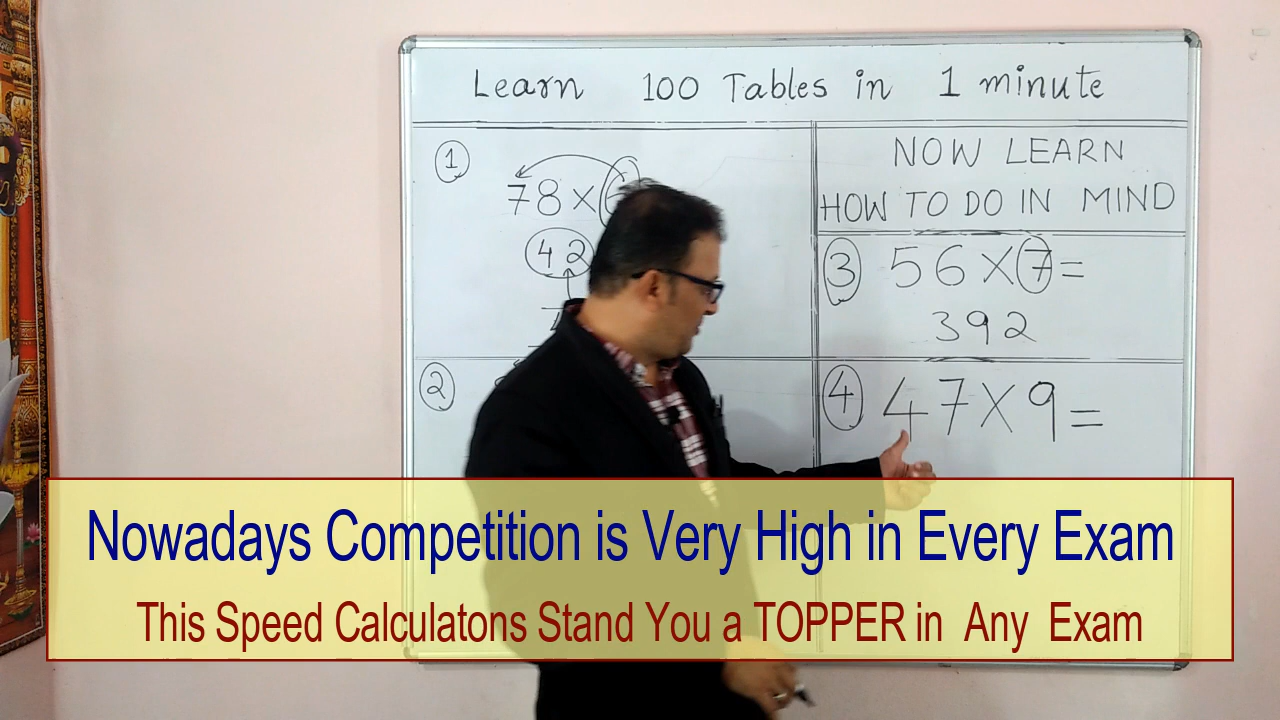 Learn 100 Tables in 1 minute
1
78×
42
2
NOW LEARN
HOW TO DO IN MIND
3 56×7=
392
4 47×9=
Nowadays Competition is Very High in Every Exam
This Speed Calculatons Stand You a TOPPER in Any Exam